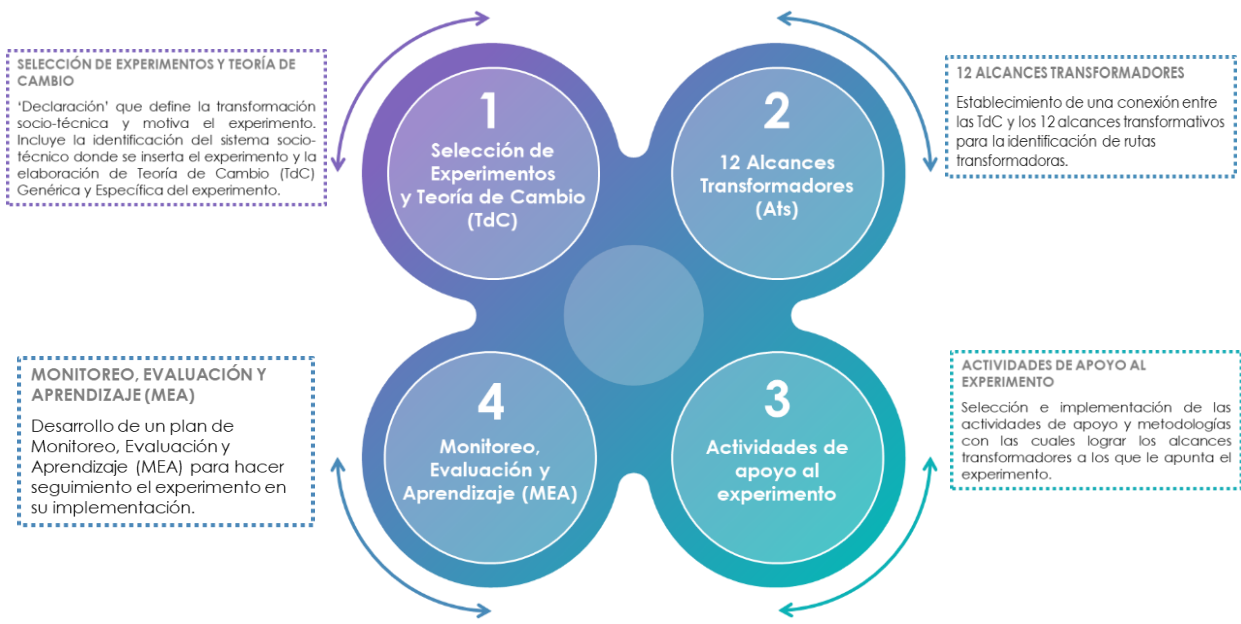 SELECCIÓN DE EXPERIMENTOS Y TEORÍA DE
CAMBIO
'Declaración' que define la transformación
socio-técnica y motiva el experimento.
Incluye la identificación del sistema socio-
técnico donde se inserta el experimento y la
elaboración de Teoría de Cambio (TdC)
Genérica y Específica del experimento.
1
Selección de
Experimentos
y Teoría de Cambio
(TdC)
2
12 Alcances
Transformadores
(Ats)
12 ALCANCES TRANSFORMADORES
Establecimiento de una conexión entre
las TdC y los 12 alcances transformativos
para la identificación de rutas
transformadoras.
MONITOREO, EVALUACIÓN Y
APRENDIZAJE (MEA)
Desarrollo de un plan de
Monitoreo, Evaluación y
Aprendizaje (MEA) para hacer
seguimiento el experimento en
su implementación.
4
Monitoreo,
Evaluación y
Aprendizaje (MEA)
3
Actividades de
apoyo al
experimento
ACTIVIDADES DE APOYO AL
EXPERIMENTO
Selección e implementación de las
actividades de apoyo y metodologías
con las cuales lograr los alcances
transformadores a los que le apunta el
experimento.